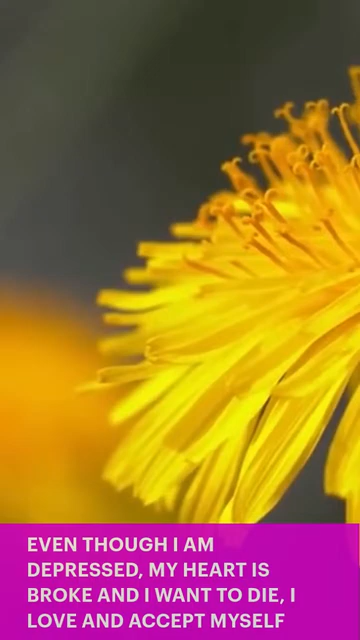 EVEN THOUGH I AM
DEPRESSED, MY HEART IS
BROKE AND I WANT TO DIE, I
LOVE AND ACCEPT MYSELF